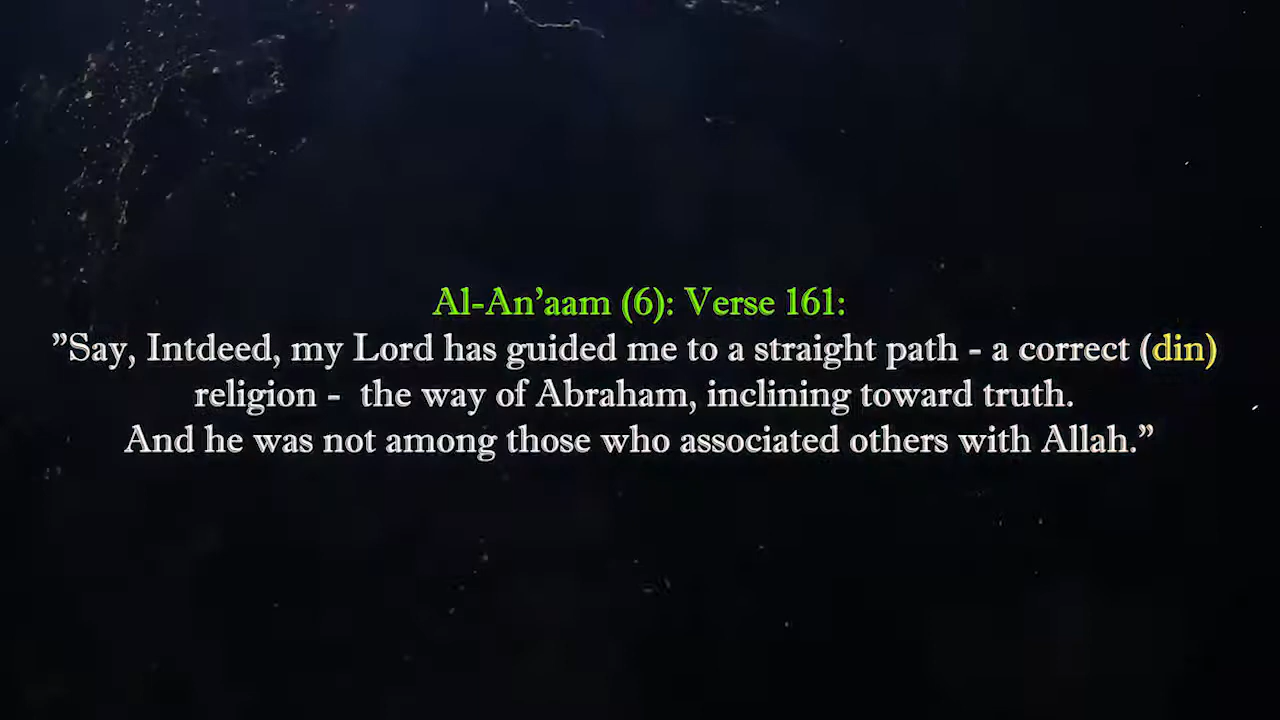 Al-An’aam (6): Verse 161:
”Say, Intdeed, my Lord has guided me to a straight path - a correct (din)
religion -  the way of Abraham, inclining toward truth.
And he was not among those who associated others with Allah.”